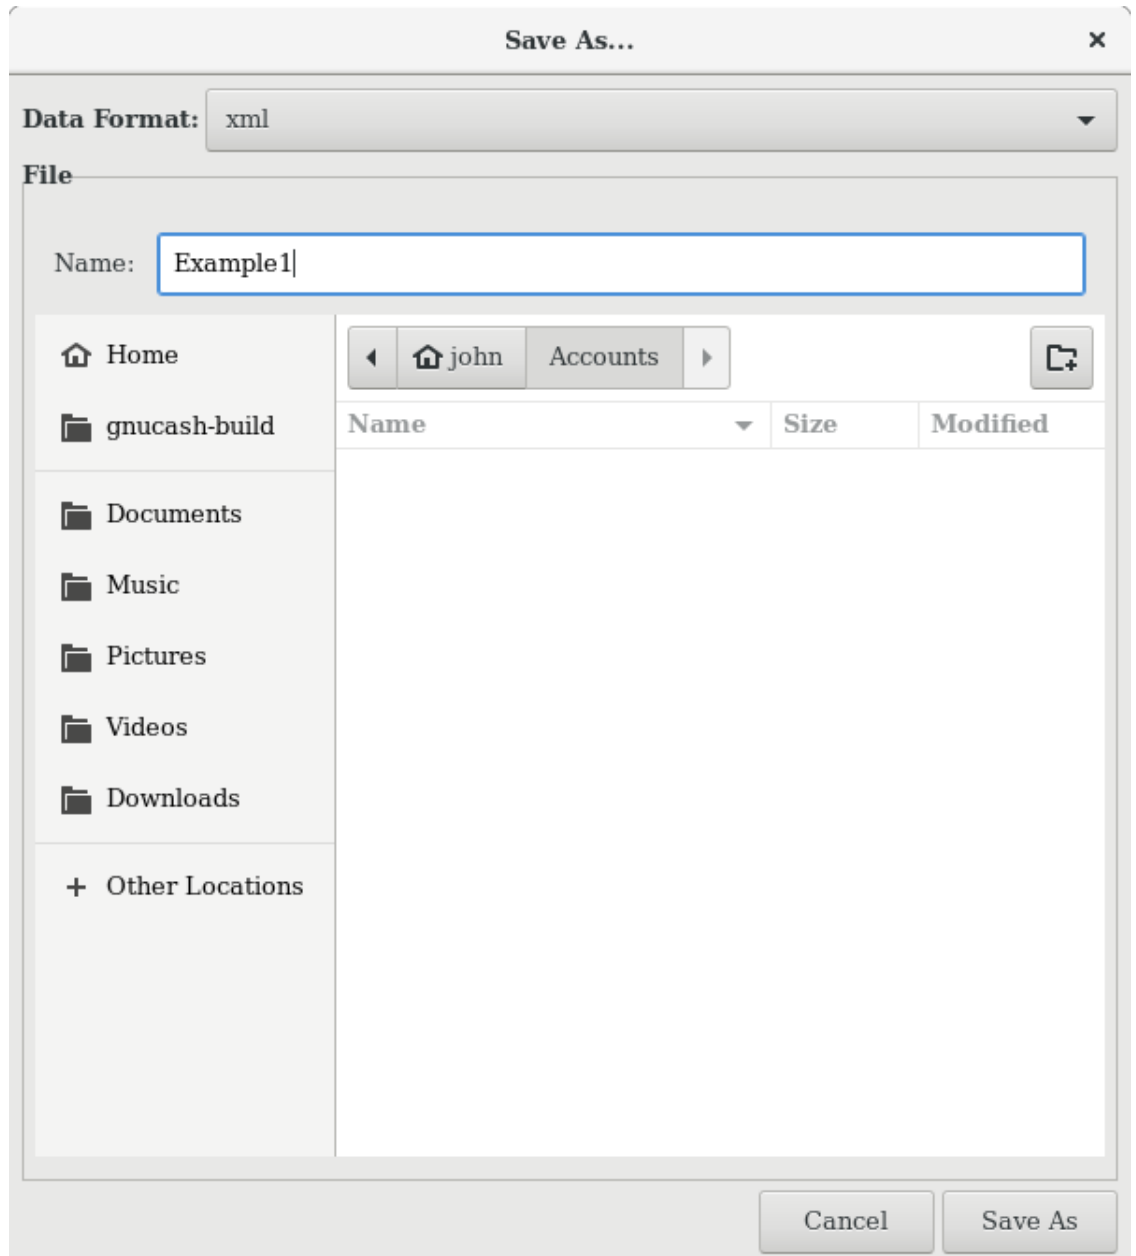 Save As...
Data Format: xml
File
Name: Example1
Home
gnucash-build
Documents
Music
Pictures
Videos
Downloads
Other Locations
john Accounts
Name Size Modified
Cancel Save As